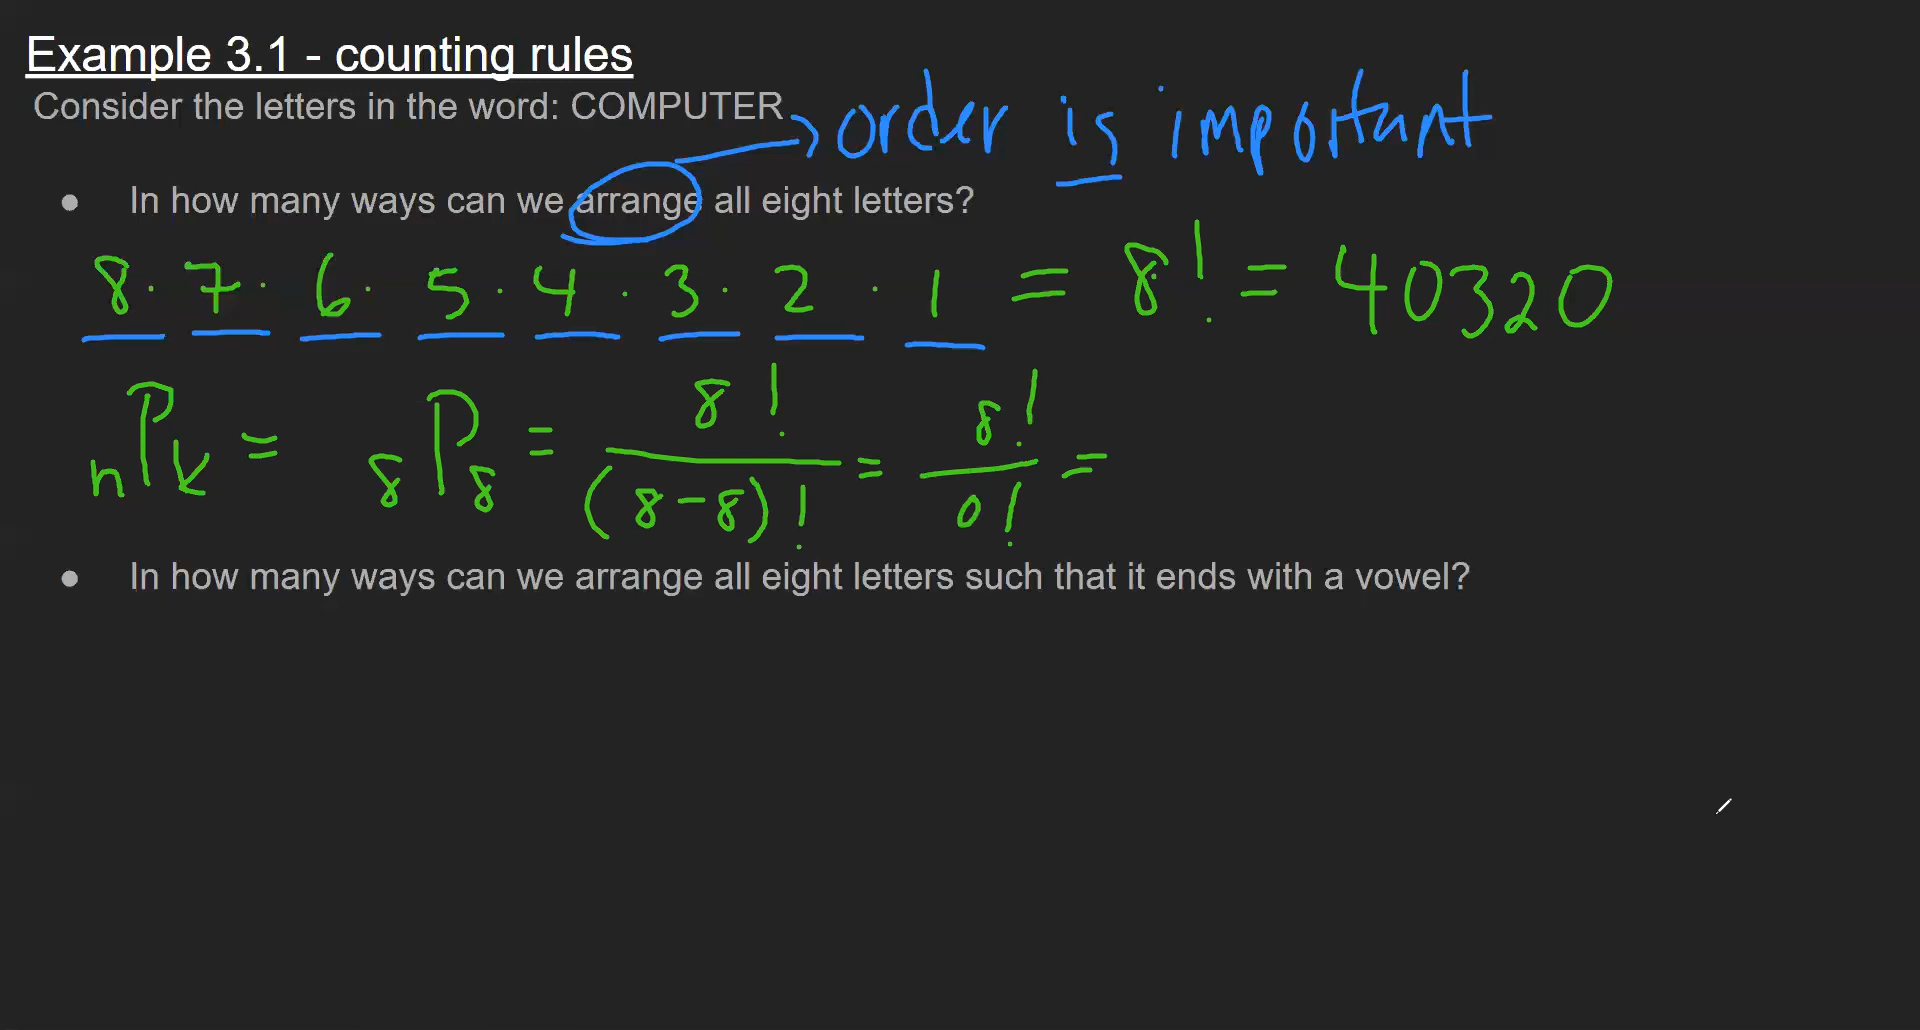 Example 3.1 - counting rules
Consider the letters in the word: COMPUTER
order is important
● In how many ways can we arrange all eight letters?
8 · 7 · 6 · 5 · 4 · 3 · 2 · 1 = 8! = 40320
nPk = 8P8 = 8!/(8-8)! = 8!/0! =
● In how many ways can we arrange all eight letters such that it ends with a vowel?